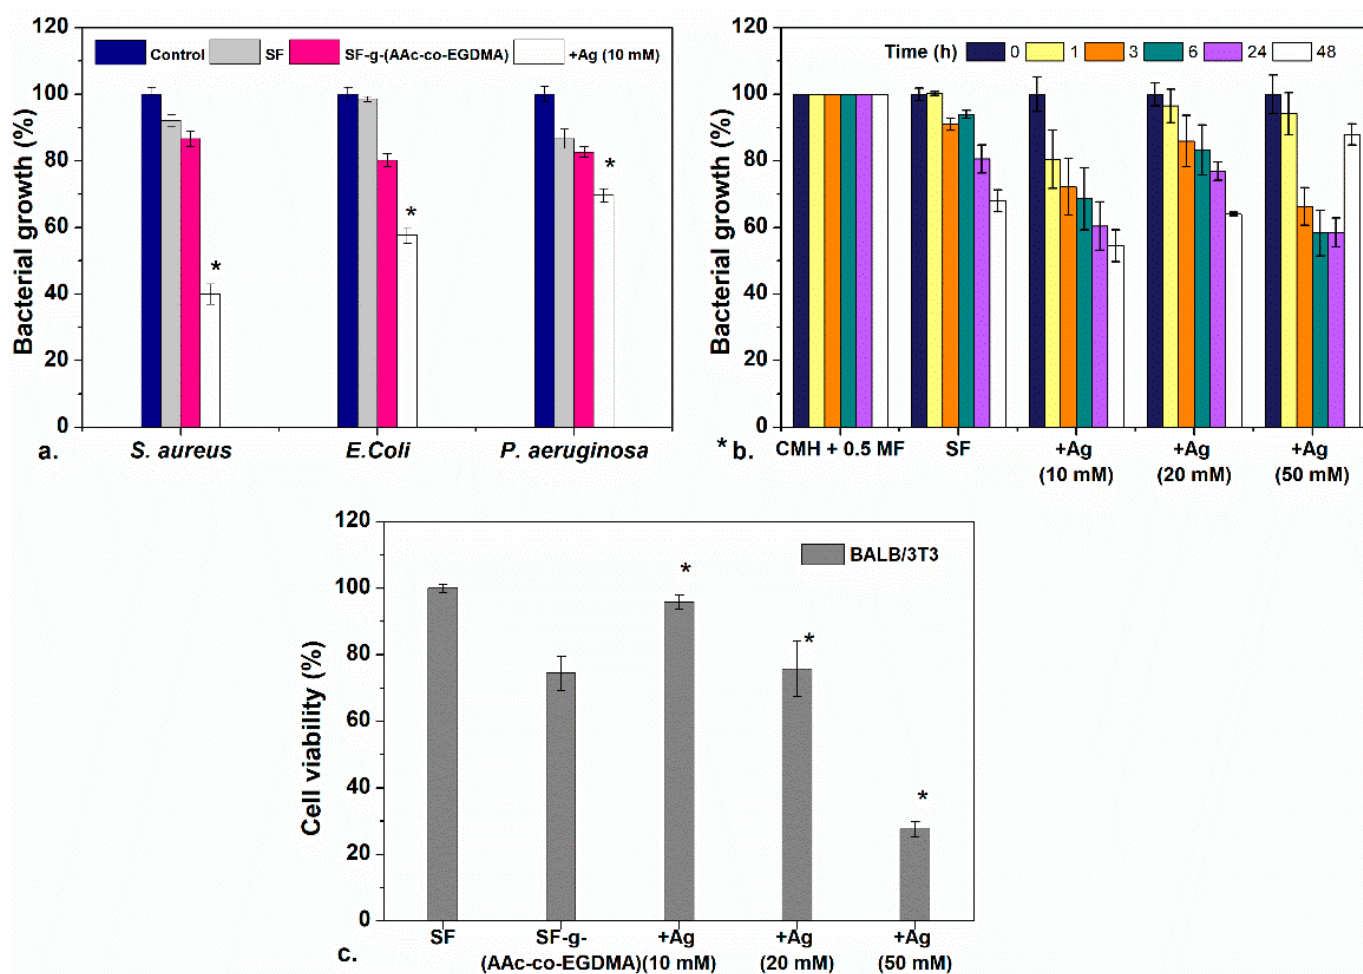 120
100
80
60
40
20
0
Bacterial growth (%)
Control SF SF-g-(AAc-co-EGDMA) +Ag (10 mM)
*
*
*
a. S. aureus E.Coli P. aeruginosa
120
100
80
60
40
20
0
Bacterial growth (%)
Time (h) 0 1 3 6 24 48
* b. CMH + 0.5 MF SF +Ag +Ag +Ag
(10 mM) (20 mM) (50 mM)
120
100
80
60
40
20
0
Cell viability (%)
BALB/3T3
*
*
*
SF SF-g- +Ag +Ag +Ag
c. (AAc-co-EGDMA) (10 mM) (20 mM) (50 mM)